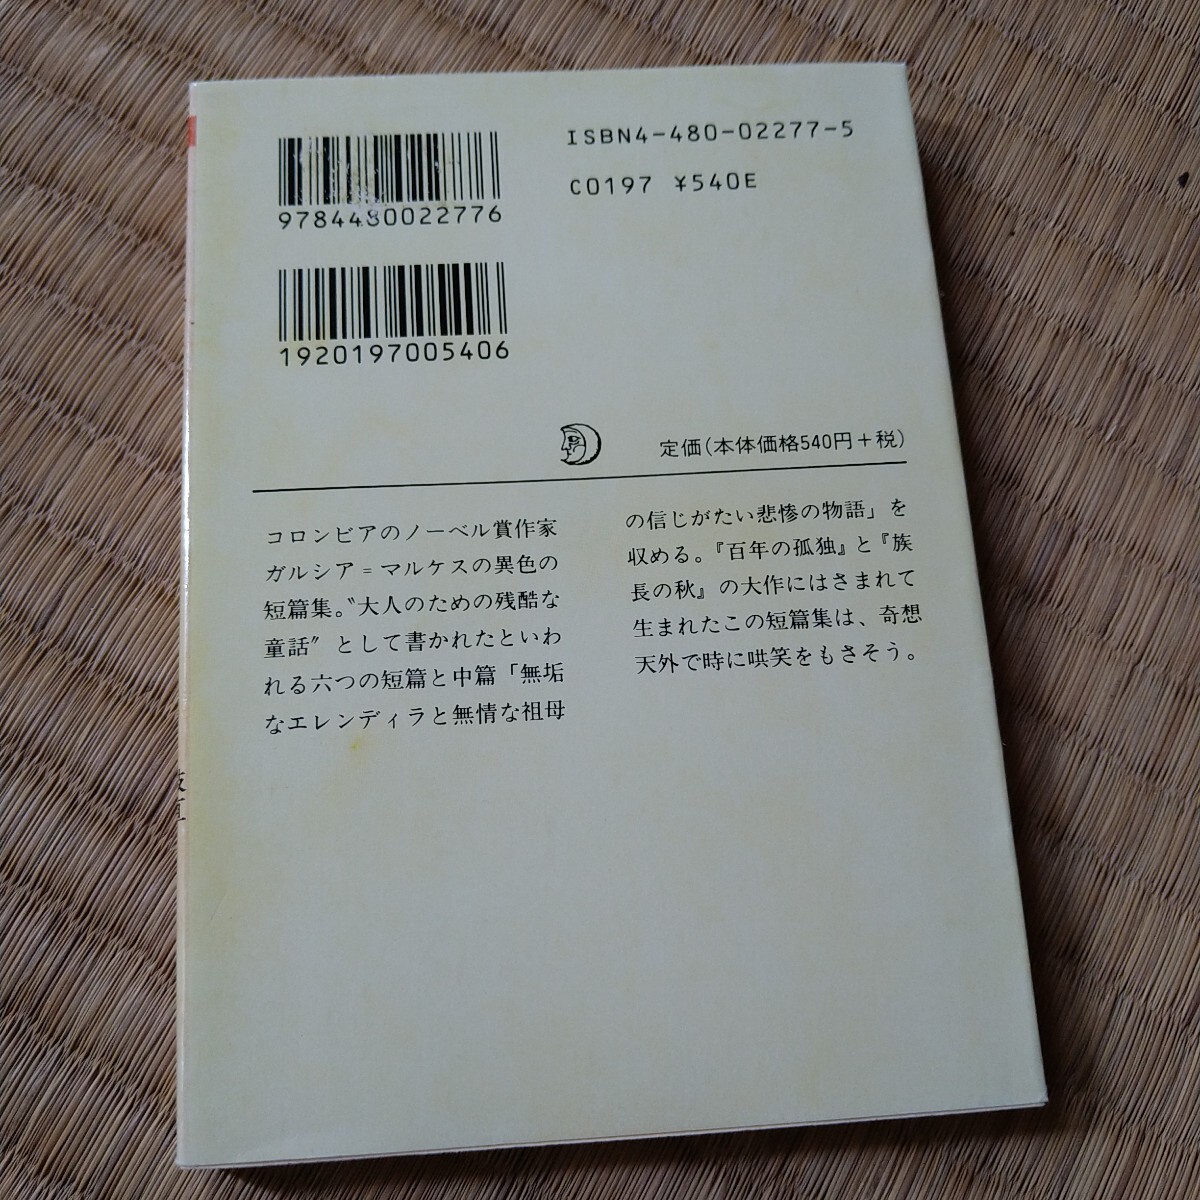 9784480022776
ISBN4-480-02277-5
C0197 ¥540E
1920197005406
定価(本体価格540円+税)
コロンビアのノーベル賞作家
ガルシア=マルケスの異色の
短篇集。〝大人のための残酷な
童話〟として書かれたといわ
れる六つの短篇と中篇「無垢
なエレンディラと無情な祖母
の信じがたい悲惨の物語」を
収める。『百年の孤独』と『族
長の秋』の大作にはさまれて
生まれたこの短篇集は、奇想
天外で時に哄笑をもさそう。